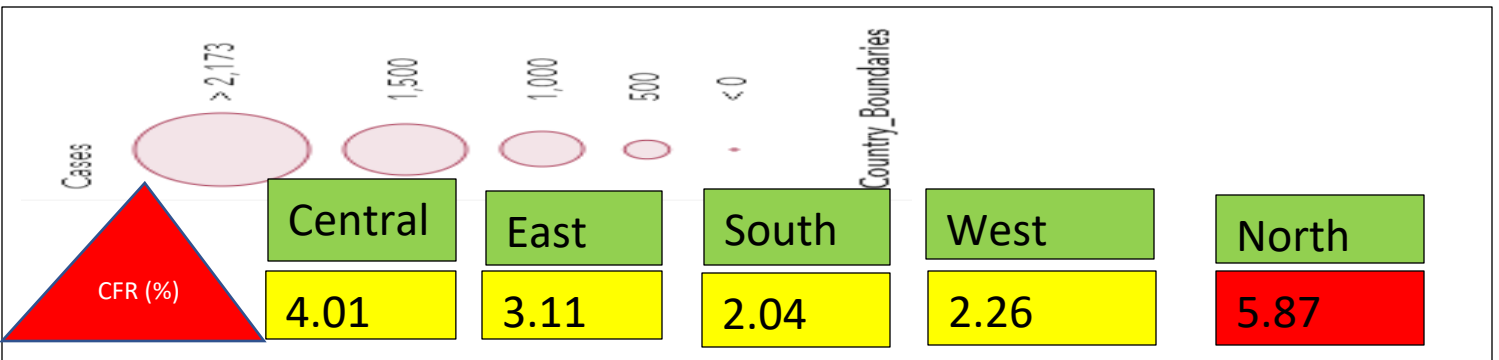 Cases
> 2,173
1,500
1,000
500
< 0
Country_Boundaries
CFR (%)
Central
East
South
West
North
4.01
3.11
2.04
2.26
5.87